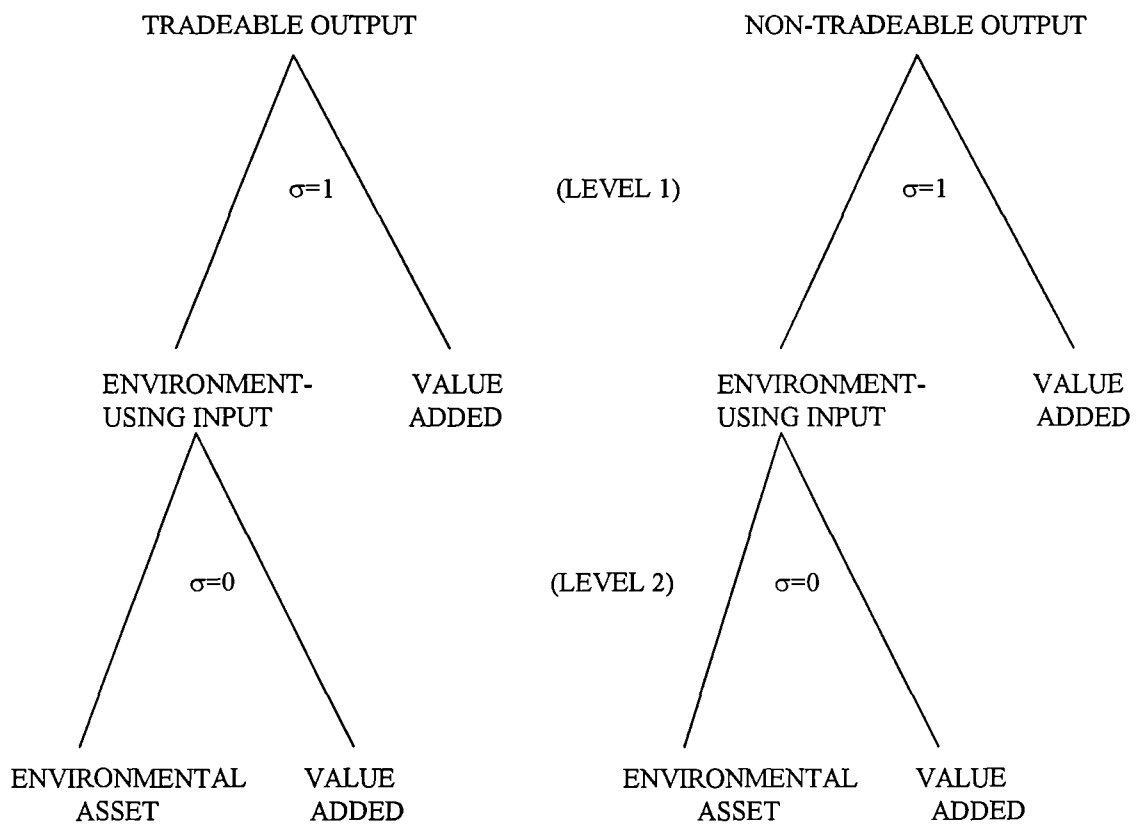 TRADEABLE OUTPUT
NON-TRADEABLE OUTPUT
σ=1
(LEVEL 1)
σ=1
ENVIRONMENT-
USING INPUT
VALUE
ADDED
ENVIRONMENT-
USING INPUT
VALUE
ADDED
σ=0
(LEVEL 2)
σ=0
ENVIRONMENTAL
ASSET
VALUE
ADDED
ENVIRONMENTAL
ASSET
VALUE
ADDED